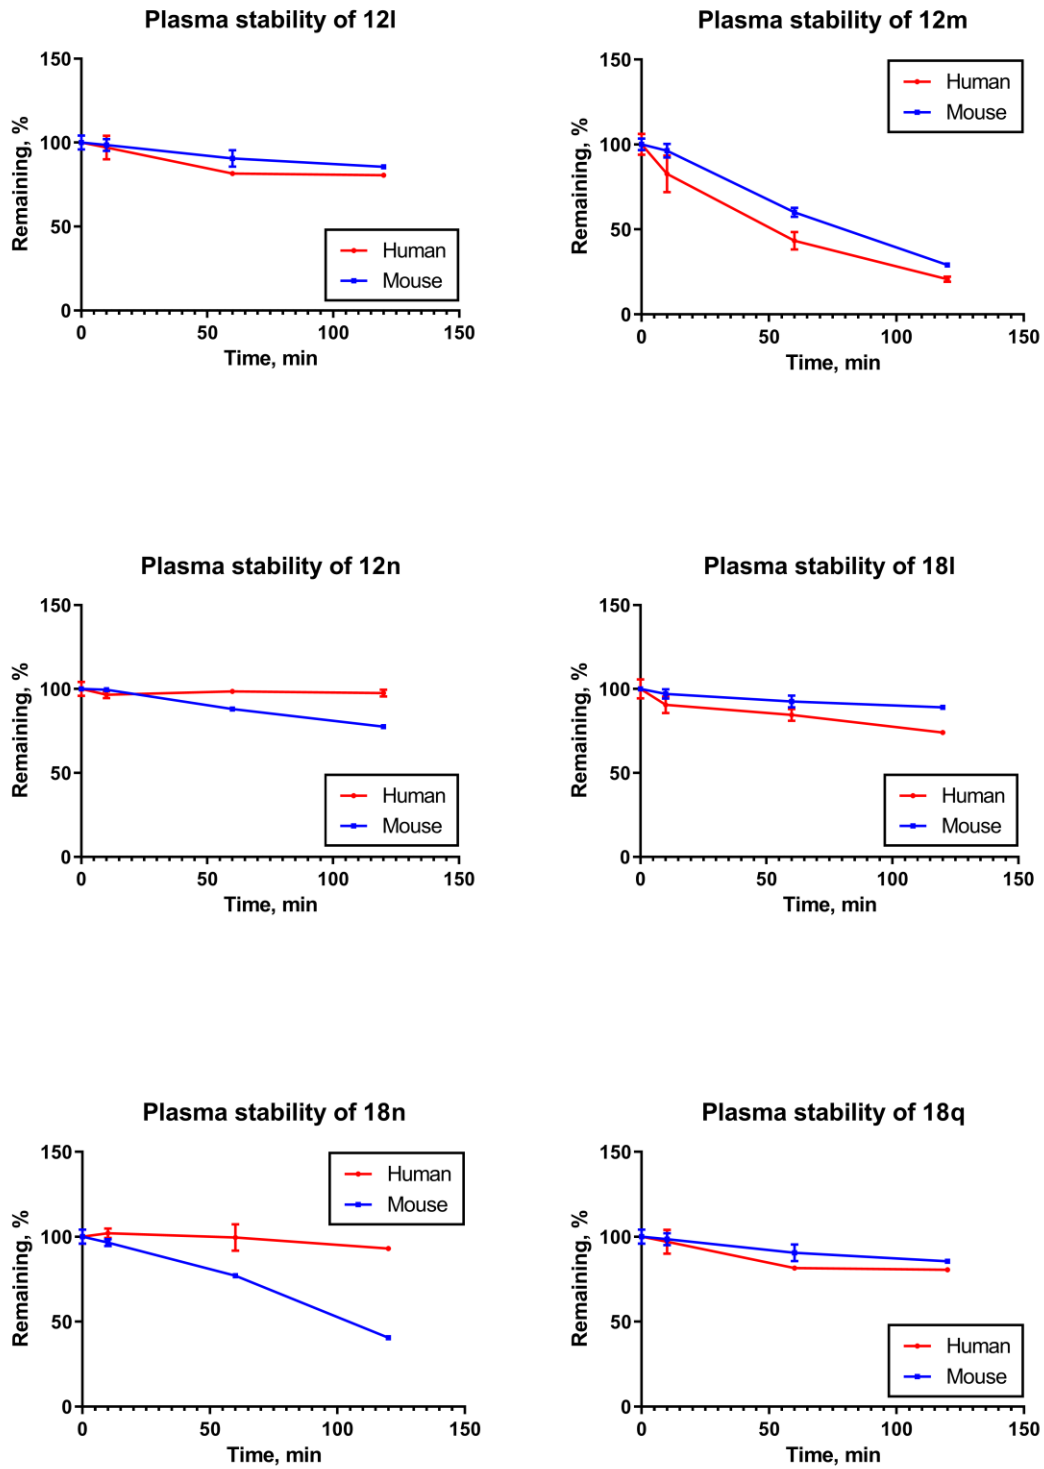 Plasma stability of 12l
150
100
50
0
Remaining, %
0 50 100 150
Time, min
Human
Mouse
Plasma stability of 12m
150
100
50
0
Remaining, %
0 50 100 150
Time, min
Human
Mouse
Plasma stability of 12n
150
100
50
0
Remaining, %
0 50 100 150
Time, min
Human
Mouse
Plasma stability of 18l
150
100
50
0
Remaining, %
0 50 100 150
Time, min
Human
Mouse
Plasma stability of 18n
150
100
50
0
Remaining, %
0 50 100 150
Time, min
Human
Mouse
Plasma stability of 18q
150
100
50
0
Remaining, %
0 50 100 150
Time, min
Human
Mouse